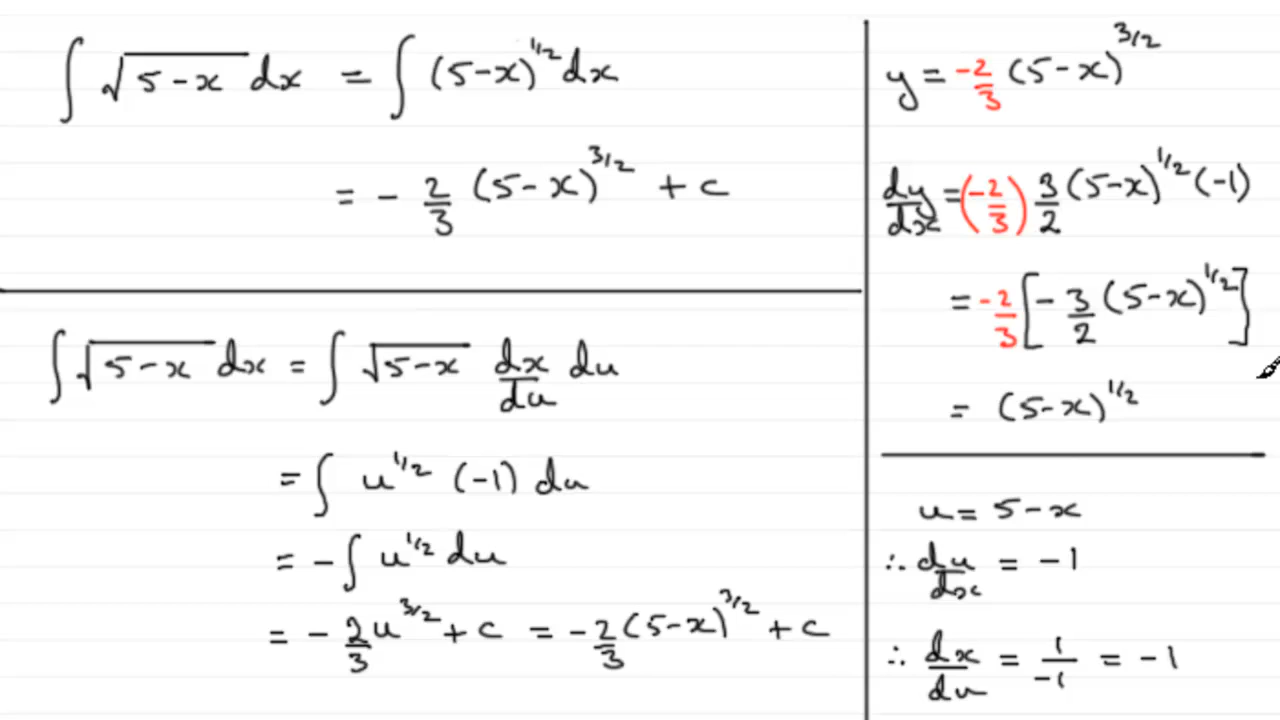 ∫ √(5-x) dx = ∫ (5-x)^1/2 dx
= - 2/3 (5-x)^3/2 + c
∫ √(5-x) dx = ∫ √(5-x) dx/du du
= ∫ u^1/2 (-1) du
= - ∫ u^1/2 du
= - 2/3 u^3/2 + c = - 2/3 (5-x)^3/2 + c
y = -2/3 (5-x)^3/2
dy/dx = (-2/3) 3/2 (5-x)^1/2 (-1)
= -2/3 [- 3/2 (5-x)^1/2]
= (5-x)^1/2
u = 5-x
∴ du/dx = -1
∴ dx/du = 1/-1 = -1